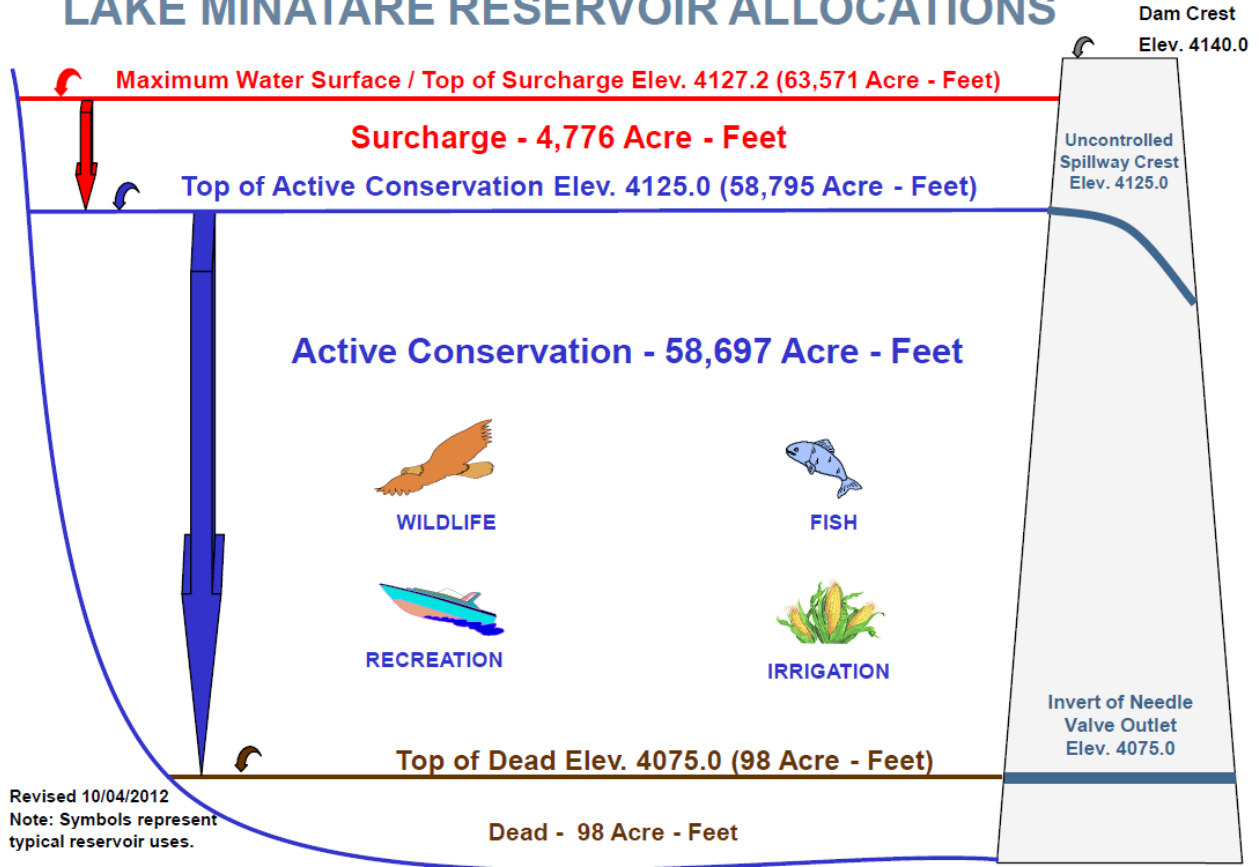 LAKE MINATARE RESERVOIR ALLOCATIONS
Dam Crest
Elev. 4140.0
Maximum Water Surface / Top of Surcharge Elev. 4127.2 (63,571 Acre - Feet)
Surcharge - 4,776 Acre - Feet
Uncontrolled
Spillway Crest
Elev. 4125.0
Top of Active Conservation Elev. 4125.0 (58,795 Acre - Feet)
Active Conservation - 58,697 Acre - Feet
WILDLIFE
FISH
RECREATION
IRRIGATION
Invert of Needle
Valve Outlet
Elev. 4075.0
Top of Dead Elev. 4075.0 (98 Acre - Feet)
Revised 10/04/2012
Note: Symbols represent
typical reservoir uses.
Dead -  98 Acre - Feet